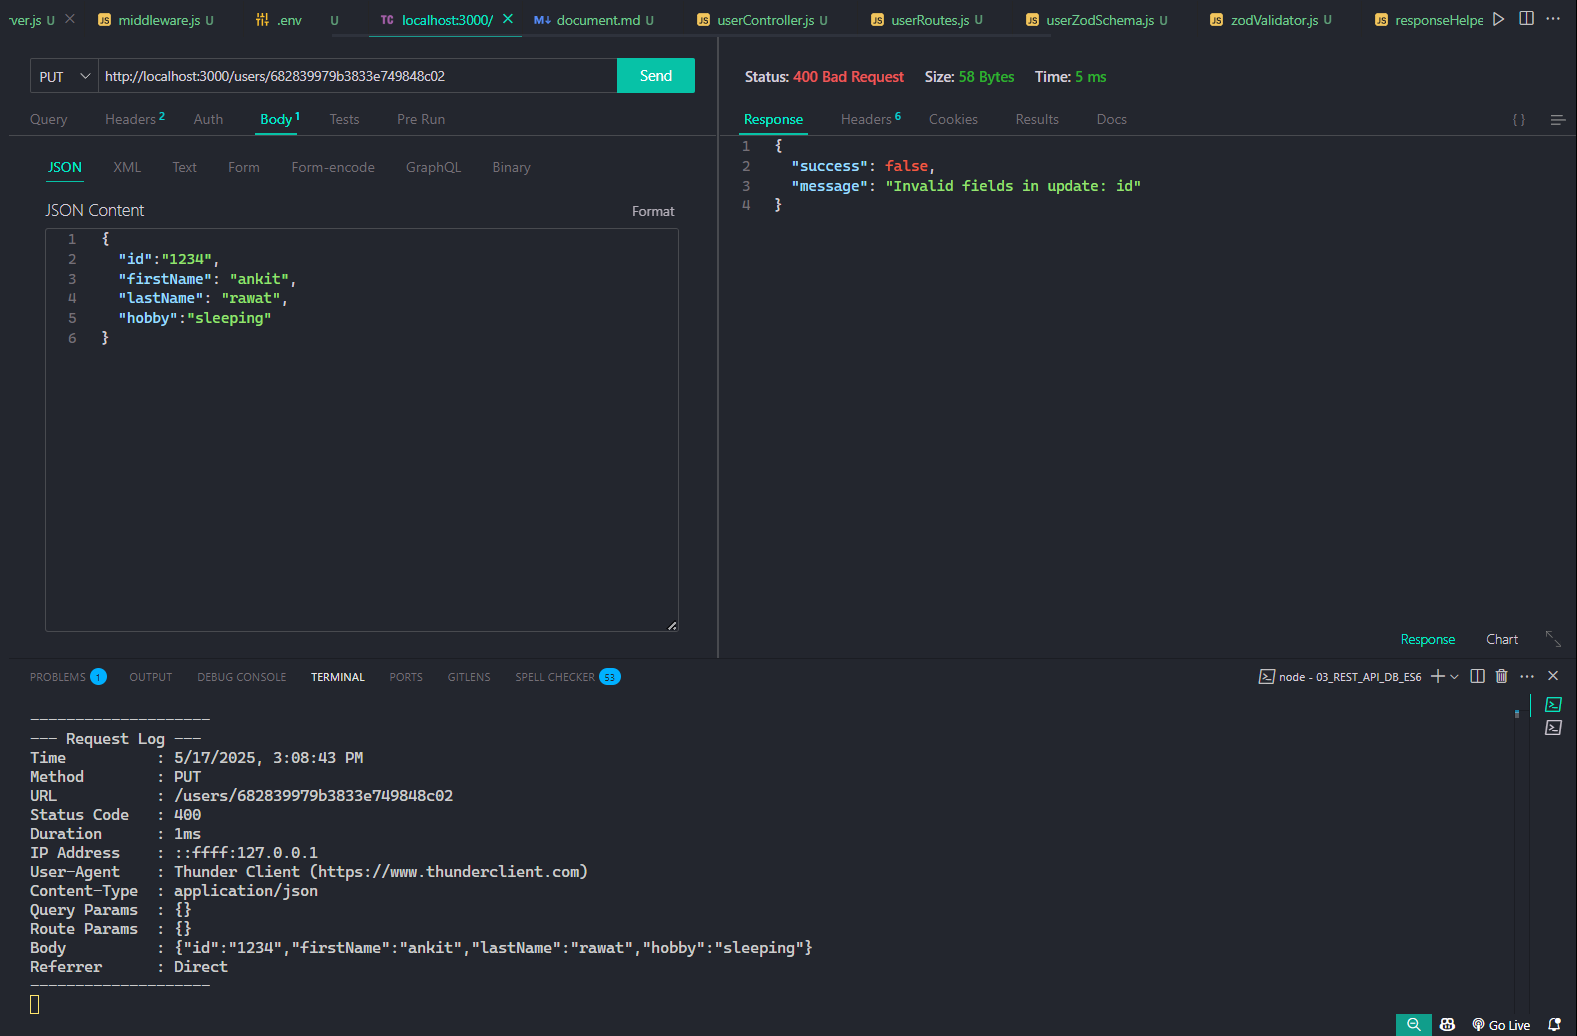 rver.js U
middleware.js U
.env U
TC localhost:3000/
M↓ document.md U
JS userController.js U
JS userRoutes.js U
JS userZodSchema.js U
JS zodValidator.js U
JS responseHelpe
PUT http://localhost:3000/users/682839979b3833e749848c02 Send
Query Headers 2 Auth Body 1 Tests Pre Run
JSON XML Text Form Form-encode GraphQL Binary
JSON Content Format
1 {
2 "id":"1234",
3 "firstName": "ankit",
4 "lastName": "rawat",
5 "hobby":"sleeping"
6 }
Status: 400 Bad Request Size: 58 Bytes Time: 5 ms
Response Headers 6 Cookies Results Docs { }
1 {
2 "success": false,
3 "message": "Invalid fields in update: id"
4 }
Response Chart
PROBLEMS 1 OUTPUT DEBUG CONSOLE TERMINAL PORTS GITLENS SPELL CHECKER 53 node - 03_REST_API_DB_ES6
--------------------
--- Request Log ---
Time : 5/17/2025, 3:08:43 PM
Method : PUT
URL : /users/682839979b3833e749848c02
Status Code : 400
Duration : 1ms
IP Address : ::ffff:127.0.0.1
User-Agent : Thunder Client (https://www.thunderclient.com)
Content-Type : application/json
Query Params : {}
Route Params : {}
Body : {"id":"1234","firstName":"ankit","lastName":"rawat","hobby":"sleeping"}
Referrer : Direct
--------------------
Go Live